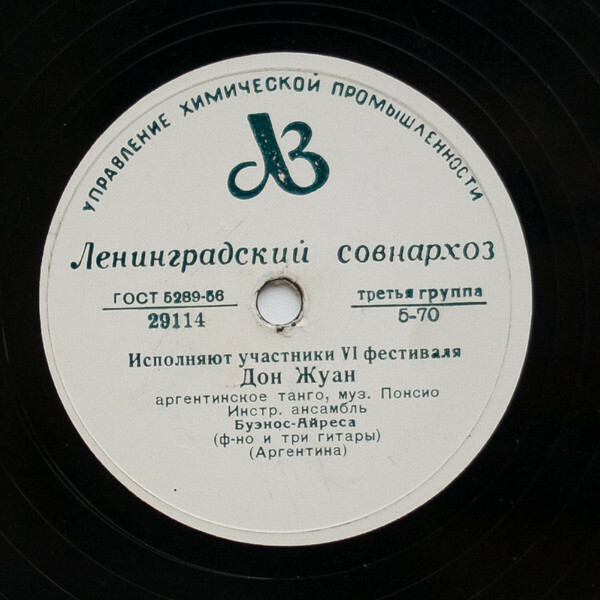 УПРАВЛЕНИЕ ХИМИЧЕСКОЙ ПРОМЫШЛЕННОСТИ
ЛЗ
Ленинградский совнархоз
ГОСТ 5289-56
29114
третья группа
5-70
Исполняют участники VI фестиваля
Дон Жуан
аргентинское танго, муз. Понсио
Инстр. ансамбль
Буэнос-Айреса
(ф-но и три гитары)
(Аргентина)